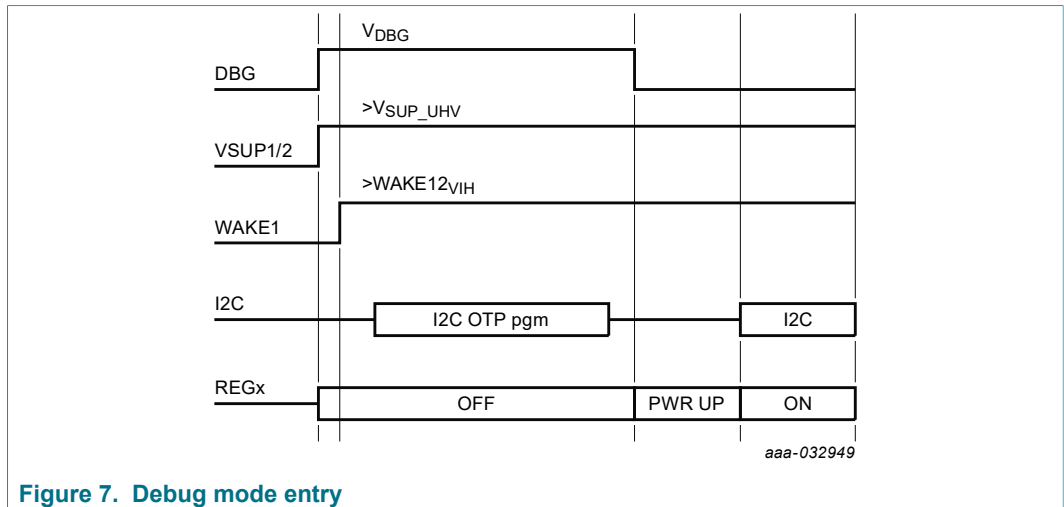 VDBG
DBG
>VSUP_UHV
VSUP1/2
>WAKE12VIH
WAKE1
I2C
I2C OTP pgm
I2C
REGx
OFF
PWR UP
ON
aaa-032949
Figure 7. Debug mode entry